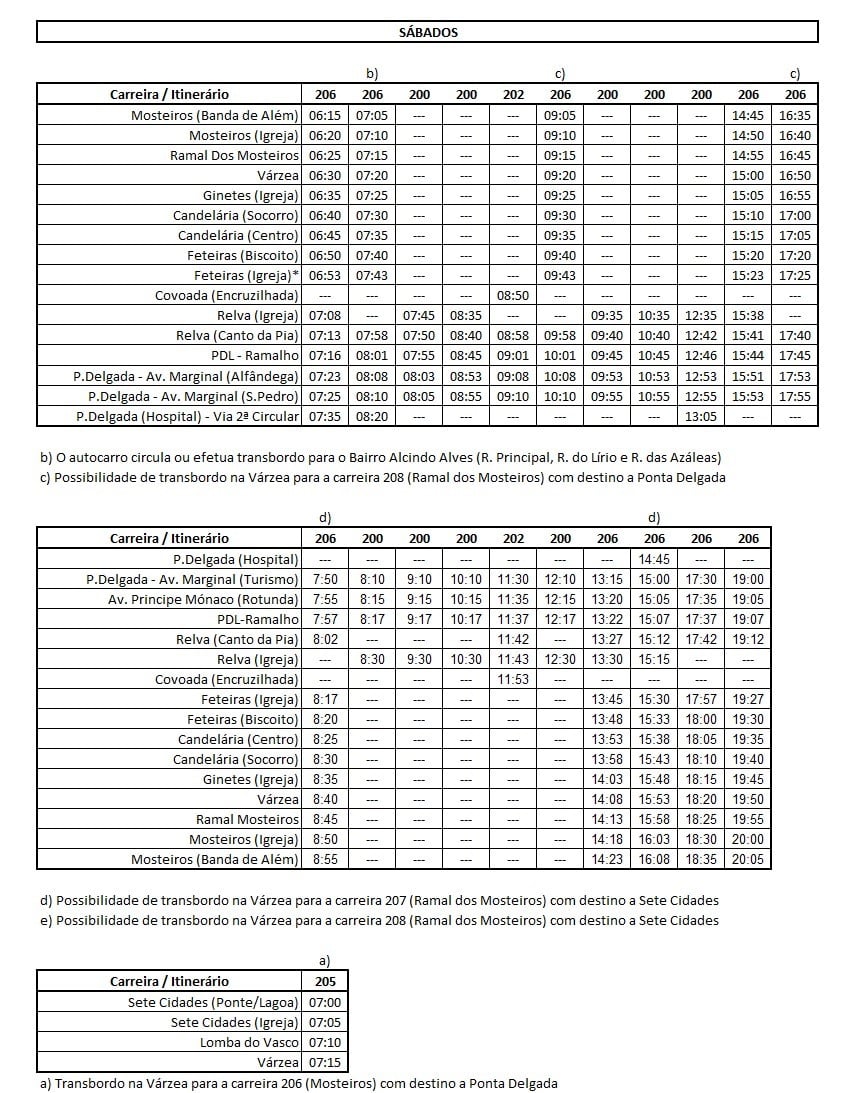 SÁBADOS
b) c) c)
Carreira / Itinerário 206 206 200 200 202 206 200 200 200 206 206
Mosteiros (Banda de Além) 06:15 07:05 --- --- --- 09:05 --- --- --- 14:45 16:35
Mosteiros (Igreja) 06:20 07:10 --- --- --- 09:10 --- --- --- 14:50 16:40
Ramal Dos Mosteiros 06:25 07:15 --- --- --- 09:15 --- --- --- 14:55 16:45
Várzea 06:30 07:20 --- --- --- 09:20 --- --- --- 15:00 16:50
Ginetes (Igreja) 06:35 07:25 --- --- --- 09:25 --- --- --- 15:05 16:55
Candelária (Socorro) 06:40 07:30 --- --- --- 09:30 --- --- --- 15:10 17:00
Candelária (Centro) 06:45 07:35 --- --- --- 09:35 --- --- --- 15:15 17:05
Feteiras (Biscoito) 06:50 07:40 --- --- --- 09:40 --- --- --- 15:20 17:20
Feteiras (Igreja)* 06:53 07:43 --- --- --- 09:43 --- --- --- 15:23 17:25
Covoada (Encruzilhada) --- --- --- --- 08:50 --- --- --- --- --- ---
Relva (Igreja) 07:08 --- 07:45 08:35 --- --- 09:35 10:35 12:35 15:38 ---
Relva (Canto da Pia) 07:13 07:58 07:50 08:40 08:58 09:58 09:40 10:40 12:42 15:41 17:40
PDL - Ramalho 07:16 08:01 07:55 08:45 09:01 10:01 09:45 10:45 12:46 15:44 17:45
P.Delgada - Av. Marginal (Alfândega) 07:23 08:08 08:03 08:53 09:08 10:08 09:53 10:53 12:53 15:51 17:53
P.Delgada - Av. Marginal (S.Pedro) 07:25 08:10 08:05 08:55 09:10 10:10 09:55 10:55 12:55 15:53 17:55
P.Delgada (Hospital) - Via 2ª Circular 07:35 08:20 --- --- --- --- --- --- 13:05 --- ---
b) O autocarro circula ou efetua transbordo para o Bairro Alcindo Alves (R. Principal, R. do Lírio e R. das Azáleas)
c) Possibilidade de transbordo na Várzea para a carreira 208 (Ramal dos Mosteiros) com destino a Ponta Delgada
d) d)
Carreira / Itinerário 206 200 200 200 202 200 206 206 206 206
P.Delgada (Hospital) --- --- --- --- --- --- --- 14:45 --- ---
P.Delgada - Av. Marginal (Turismo) 7:50 8:10 9:10 10:10 11:30 12:10 13:15 15:00 17:30 19:00
Av. Principe Mónaco (Rotunda) 7:55 8:15 9:15 10:15 11:35 12:15 13:20 15:05 17:35 19:05
PDL-Ramalho 7:57 8:17 9:17 10:17 11:37 12:17 13:22 15:07 17:37 19:07
Relva (Canto da Pia) 8:02 --- --- --- 11:42 --- 13:27 15:12 17:42 19:12
Relva (Igreja) --- 8:30 9:30 10:30 11:43 12:30 13:30 15:15 --- ---
Covoada (Encruzilhada) --- --- --- --- 11:53 --- --- --- --- ---
Feteiras (Igreja) 8:17 --- --- --- --- --- 13:45 15:30 17:57 19:27
Feteiras (Biscoito) 8:20 --- --- --- --- --- 13:48 15:33 18:00 19:30
Candelária (Centro) 8:25 --- --- --- --- --- 13:53 15:38 18:05 19:35
Candelária (Socorro) 8:30 --- --- --- --- --- 13:58 15:43 18:10 19:40
Ginetes (Igreja) 8:35 --- --- --- --- --- 14:03 15:48 18:15 19:45
Várzea 8:40 --- --- --- --- --- 14:08 15:53 18:20 19:50
Ramal Mosteiros 8:45 --- --- --- --- --- 14:13 15:58 18:25 19:55
Mosteiros (Igreja) 8:50 --- --- --- --- --- 14:18 16:03 18:30 20:00
Mosteiros (Banda de Além) 8:55 --- --- --- --- --- 14:23 16:08 18:35 20:05
d) Possibilidade de transbordo na Várzea para a carreira 207 (Ramal dos Mosteiros) com destino a Sete Cidades
e) Possibilidade de transbordo na Várzea para a carreira 208 (Ramal dos Mosteiros) com destino a Sete Cidades
a)
Carreira / Itinerário 205
Sete Cidades (Ponte/Lagoa) 07:00
Sete Cidades (Igreja) 07:05
Lomba do Vasco 07:10
Várzea 07:15
a) Transbordo na Várzea para a carreira 206 (Mosteiros) com destino a Ponta Delgada